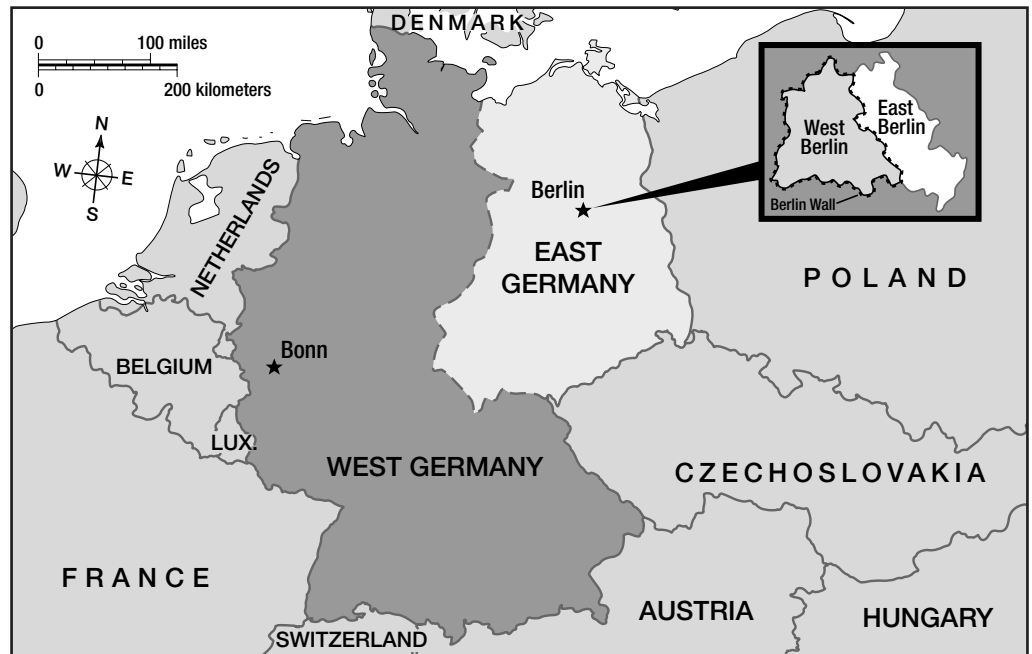 DENMARK
0 100 miles
0 200 kilometers
N
W E
S
West
Berlin
East
Berlin
Berlin Wall
NETHERLANDS
Berlin
EAST
GERMANY
POLAND
Bonn
BELGIUM
LUX.
WEST GERMANY
CZECHOSLOVAKIA
FRANCE
AUSTRIA
HUNGARY
SWITZERLAND